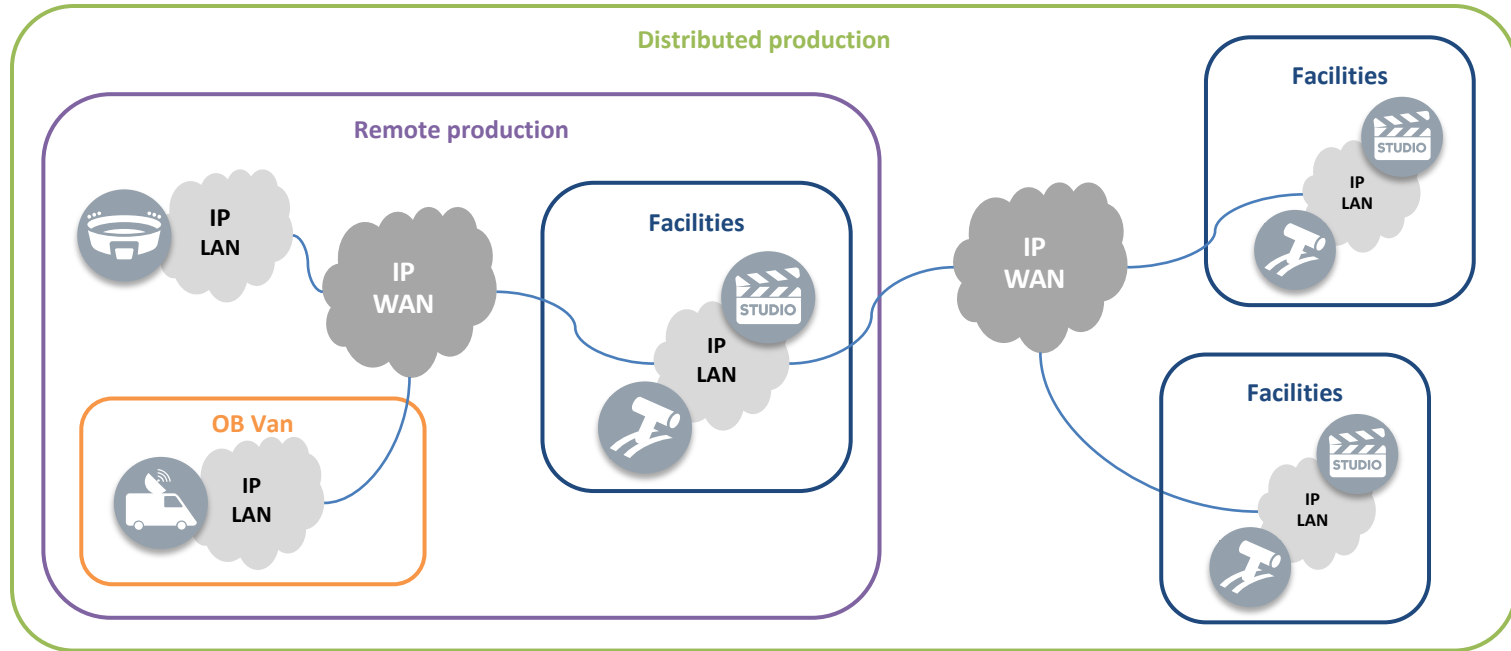 Distributed production
Facilities
STUDIO
IP
LAN
Remote production
IP
LAN
IP
WAN
Facilities
STUDIO
IP
LAN
IP
WAN
OB Van
IP
LAN
Facilities
STUDIO
IP
LAN